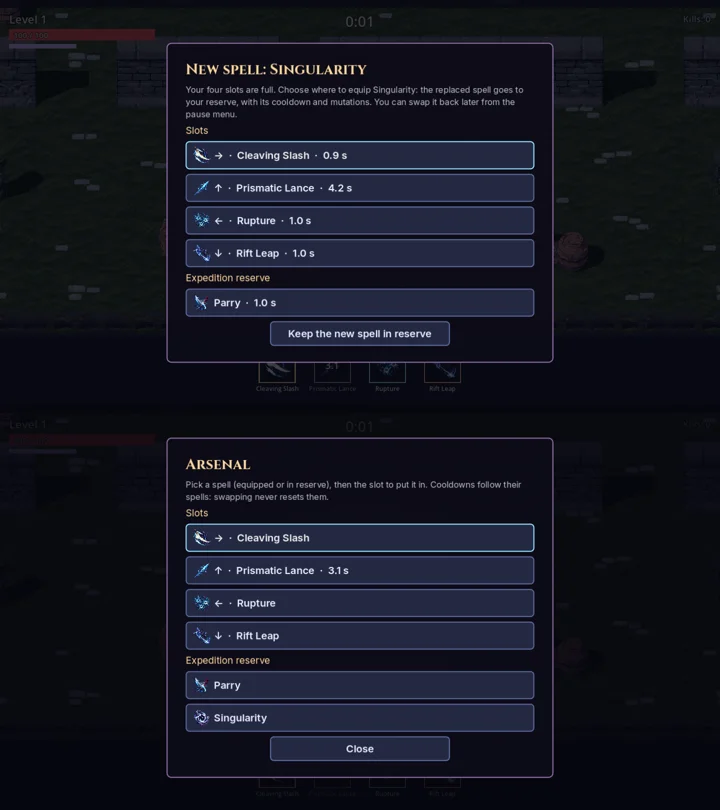 Level 1
0:01
Kills: 0
New spell: Singularity
Your four slots are full. Choose where to equip Singularity: the replaced spell goes to
your reserve, with its cooldown and mutations. You can swap it back later from the
pause menu.
Slots
→ · Cleaving Slash · 0.9 s
↑ · Prismatic Lance · 4.2 s
← · Rupture · 1.0 s
↓ · Rift Leap · 1.0 s
Expedition reserve
Parry · 1.0 s
Keep the new spell in reserve
3.1
Cleaving Slash
Prismatic Lance
Rupture
Rift Leap
Level 1
0:01
Arsenal
Pick a spell (equipped or in reserve), then the slot to put it in. Cooldowns follow their
spells: swapping never resets them.
Slots
→ · Cleaving Slash
↑ · Prismatic Lance · 3.1 s
← · Rupture
↓ · Rift Leap
Expedition reserve
Parry
Singularity
Close
Cleaving Slash
Rupture
Rift Leap